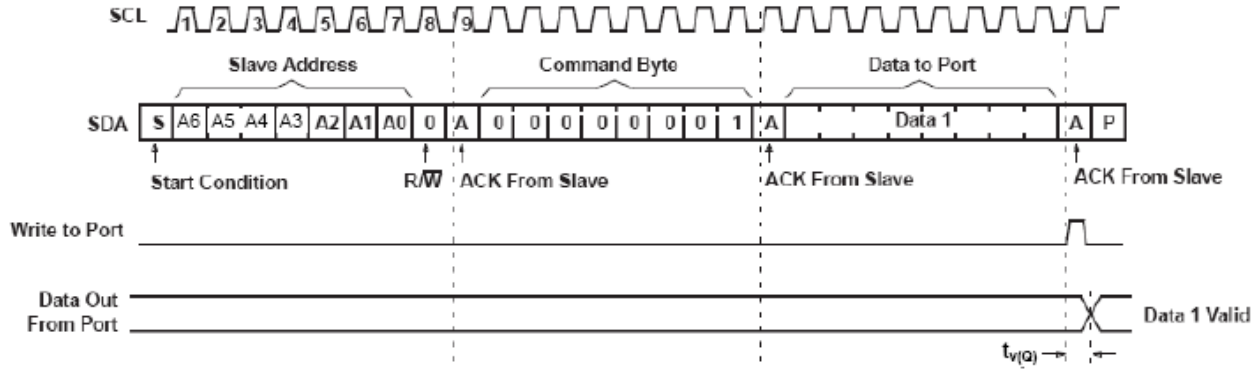 SCL 1 2 3 4 5 6 7 8 9
Slave Address Command Byte Data to Port
SDA S A6 A5 A4 A3 A2 A1 A0 0 A 0 0 0 0 0 0 0 1 A Data 1 A P
Start Condition R/W̅ ACK From Slave ACK From Slave ACK From Slave
Write to Port
Data Out
From Port
Data 1 Valid
tv(Q)